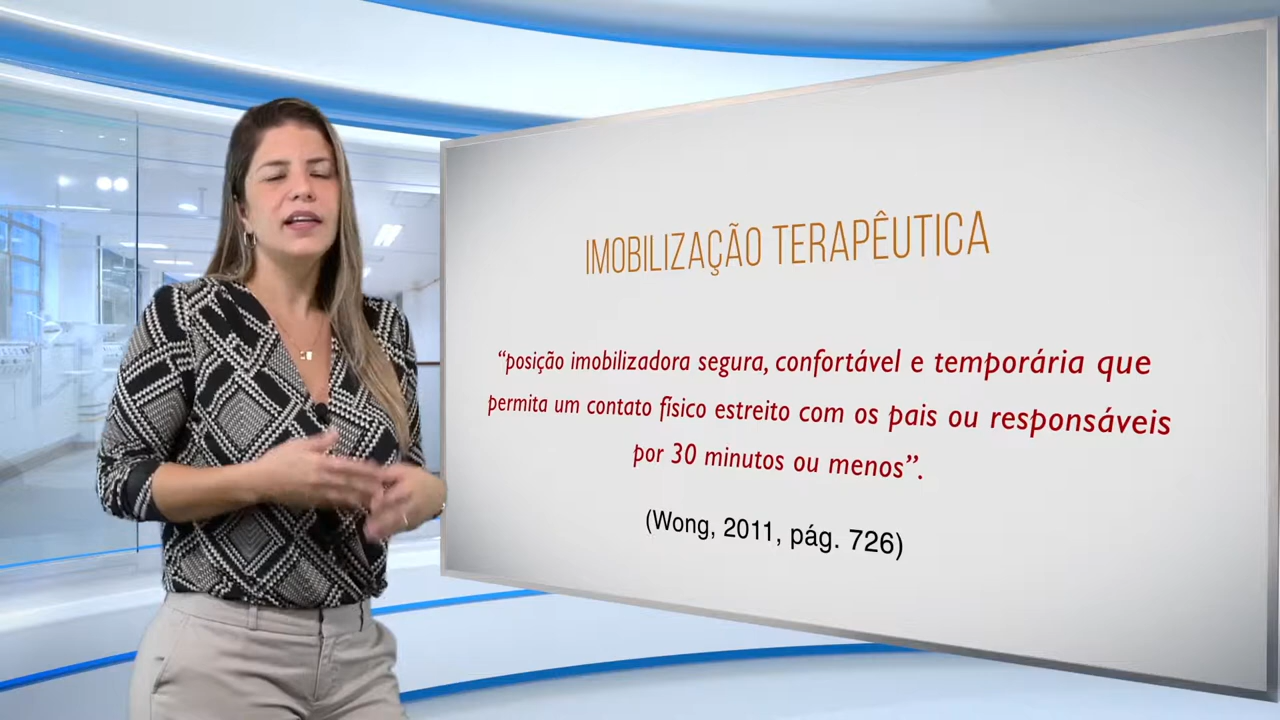 IMOBILIZAÇÃO TERAPÊUTICA
“posição imobilizadora segura, confortável e temporária que
permita um contato físico estreito com os pais ou responsáveis
por 30 minutos ou menos”.
(Wong, 2011, pág. 726)